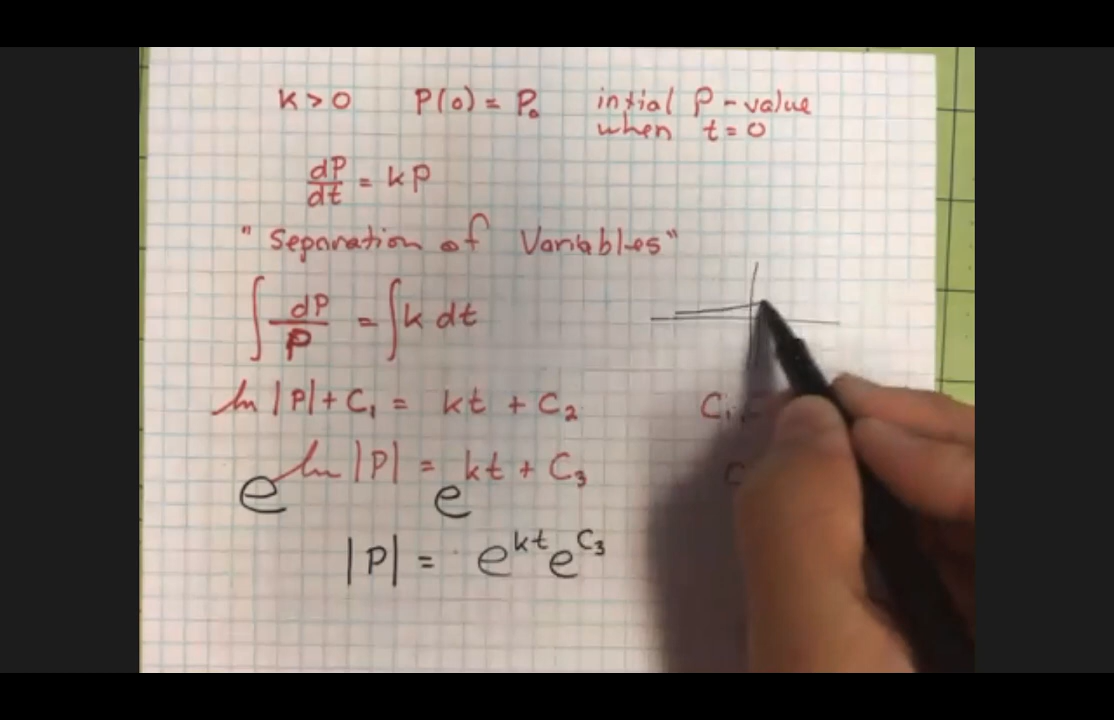 k > 0 P(0) = P₀ intial P-value
when t = 0
dP/dt = kP
"Separation of Variables"
∫ dP/P = ∫ k dt
ln |P| + C₁ = kt + C₂ C₁
e^ln |P| = e^kt + C₃ C
|P| = e^kt e^C₃